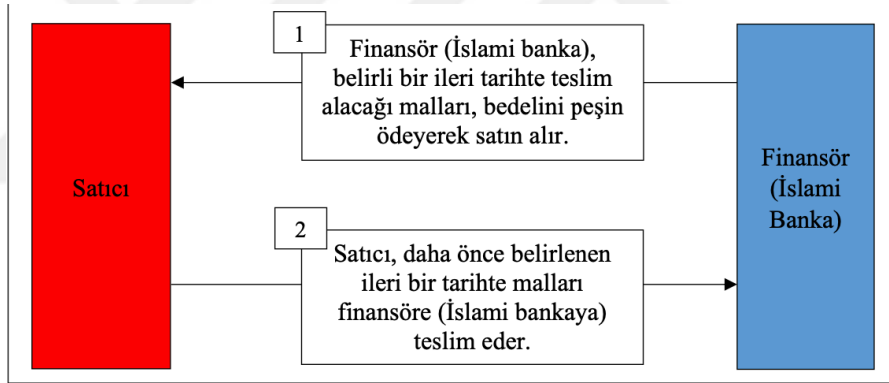 1
Finansör (İslami banka),
belirli bir ileri tarihte teslim
alacağı malları, bedelini peşin
ödeyerek satın alır.
Satıcı
Finansör
(İslami
Banka)
2
Satıcı, daha önce belirlenen
ileri bir tarihte malları
finansöre (İslami bankaya)
teslim eder.